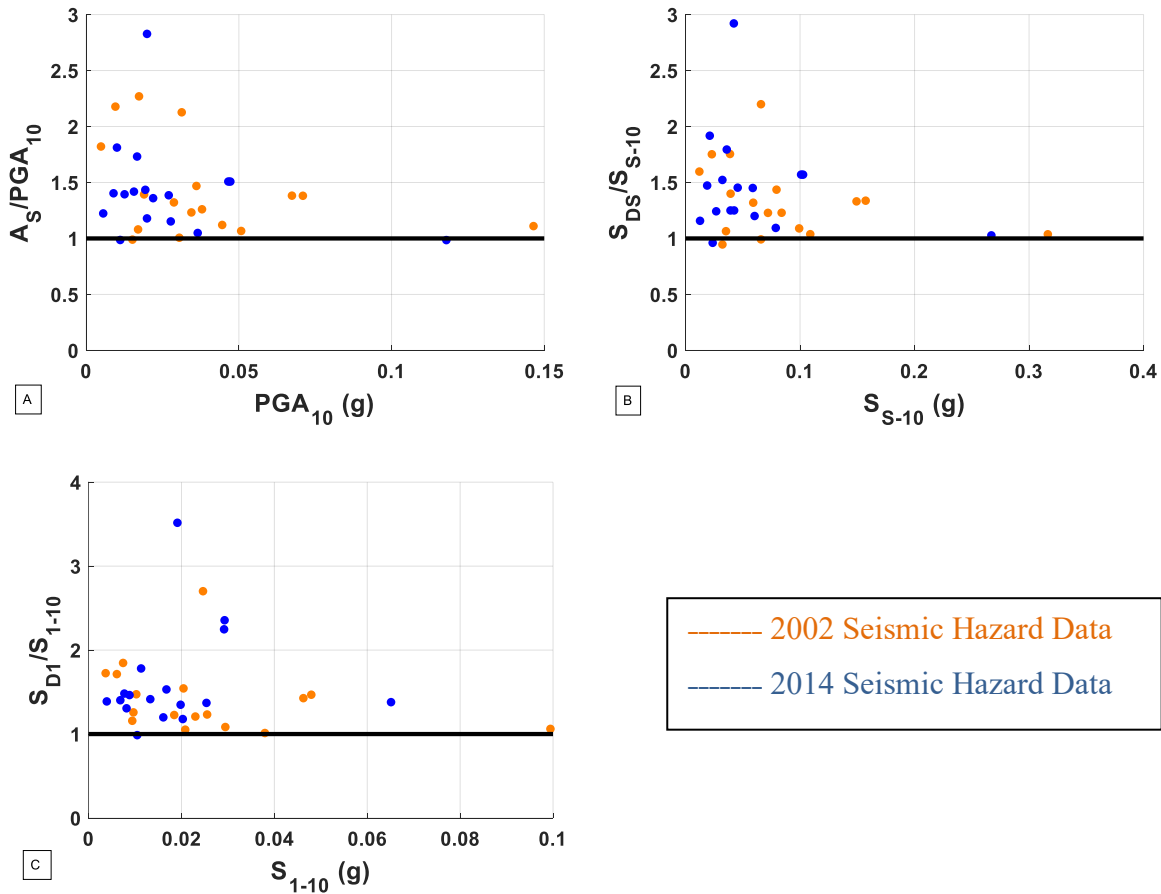 3
2.5
2
1.5
1
0.5
0
A_S/PGA_10
0 0.05 0.1 0.15
PGA_10 (g)
A
3
2.5
2
1.5
1
0.5
0
S_DS/S_S-10
0 0.1 0.2 0.3 0.4
S_S-10 (g)
B
4
3
2
1
0
S_D1/S_1-10
0 0.02 0.04 0.06 0.08 0.1
S_1-10 (g)
C
2002 Seismic Hazard Data
2014 Seismic Hazard Data